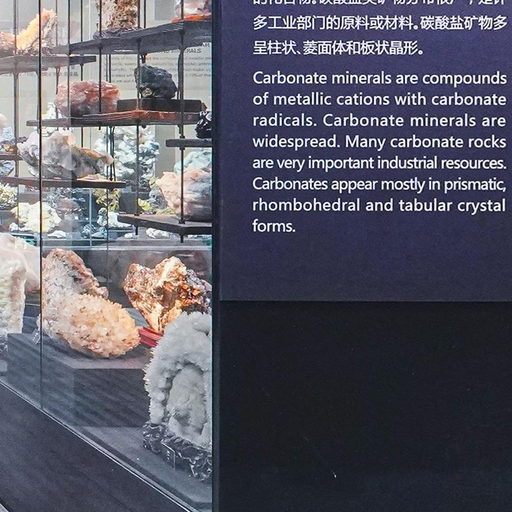 多工业部门的原料或材料。碳酸盐矿物多
呈柱状、菱面体和板状晶形。
Carbonate minerals are compounds
of metallic cations with carbonate
radicals. Carbonate minerals are
widespread. Many carbonate rocks
are very important industrial resources.
Carbonates appear mostly in prismatic,
rhombohedral and tabular crystal
forms.